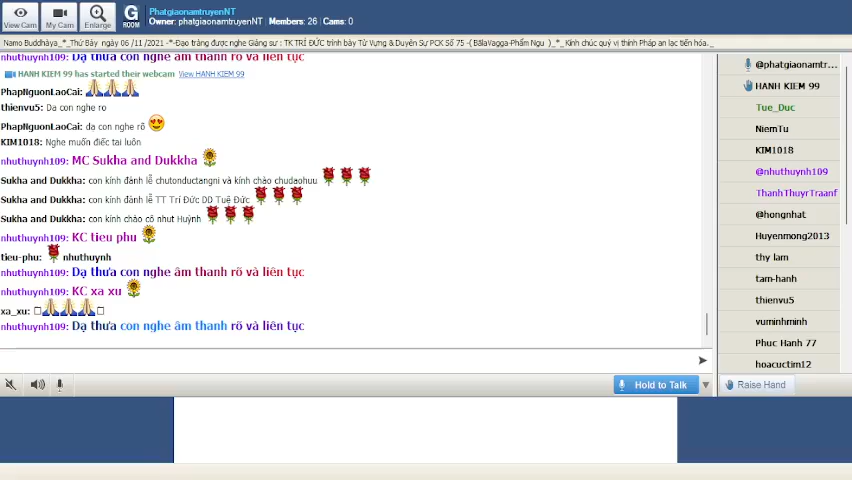 View Cam
My Cam
Enlarge
G
ROOM
PhatgiaonamtruyenNT
Owner: phatgiaonamtruyenNT Members: 26 | Cams: 0
Namo Buddhàya_*_Thứ Bảy ngày 06 /11 /2021 -*-Đạo tràng được nghe Giảng sư : TK TRÍ ĐỨC trình bày Từ Vựng & Duyên Sự PCK Số 75 -( BālaVagga-Phẩm Ngu )_*_ Kính chúc quý vị thính Pháp an lạc tiến hóa._
nhuthuynh109: Dạ thưa con nghe âm thanh rõ và liên tục
HANH KIEM 99 has started their webcam View HANH KIEM 99
PhapNguonLaoCai:
thienvu5: Da con nghe ro
PhapNguonLaoCai: dạ con nghe rõ
KIM1018: Nghe muốn điếc tai luôn
nhuthuynh109: MC Sukha and Dukkha
Sukha and Dukkha: con kính đảnh lễ chutonductangni và kính chào chudaohuu
Sukha and Dukkha: con kính đảnh lễ TT Trí Đức DD Tuệ Đức
Sukha and Dukkha: con kính chào cô như Huỳnh
nhuthuynh109: KC tieu phu
tieu-phu: nhuthuynh
nhuthuynh109: Dạ thưa con nghe âm thanh rõ và liên tục
nhuthuynh109: KC xa xu
xa_xu:
nhuthuynh109: Dạ thưa con nghe âm thanh rõ và liên tục
Hold to Talk
@phatgiaonamtr...
HANH KIEM 99
Tue_Duc
NiemTu
KIM1018
@nhuthuynh109
ThanhThuyrTraanf
@hongnhat
Huyenmong2013
thy lam
tam-hanh
thienvu5
vuminhminh
Phuc Hanh 77
hoacuctim12
Raise Hand